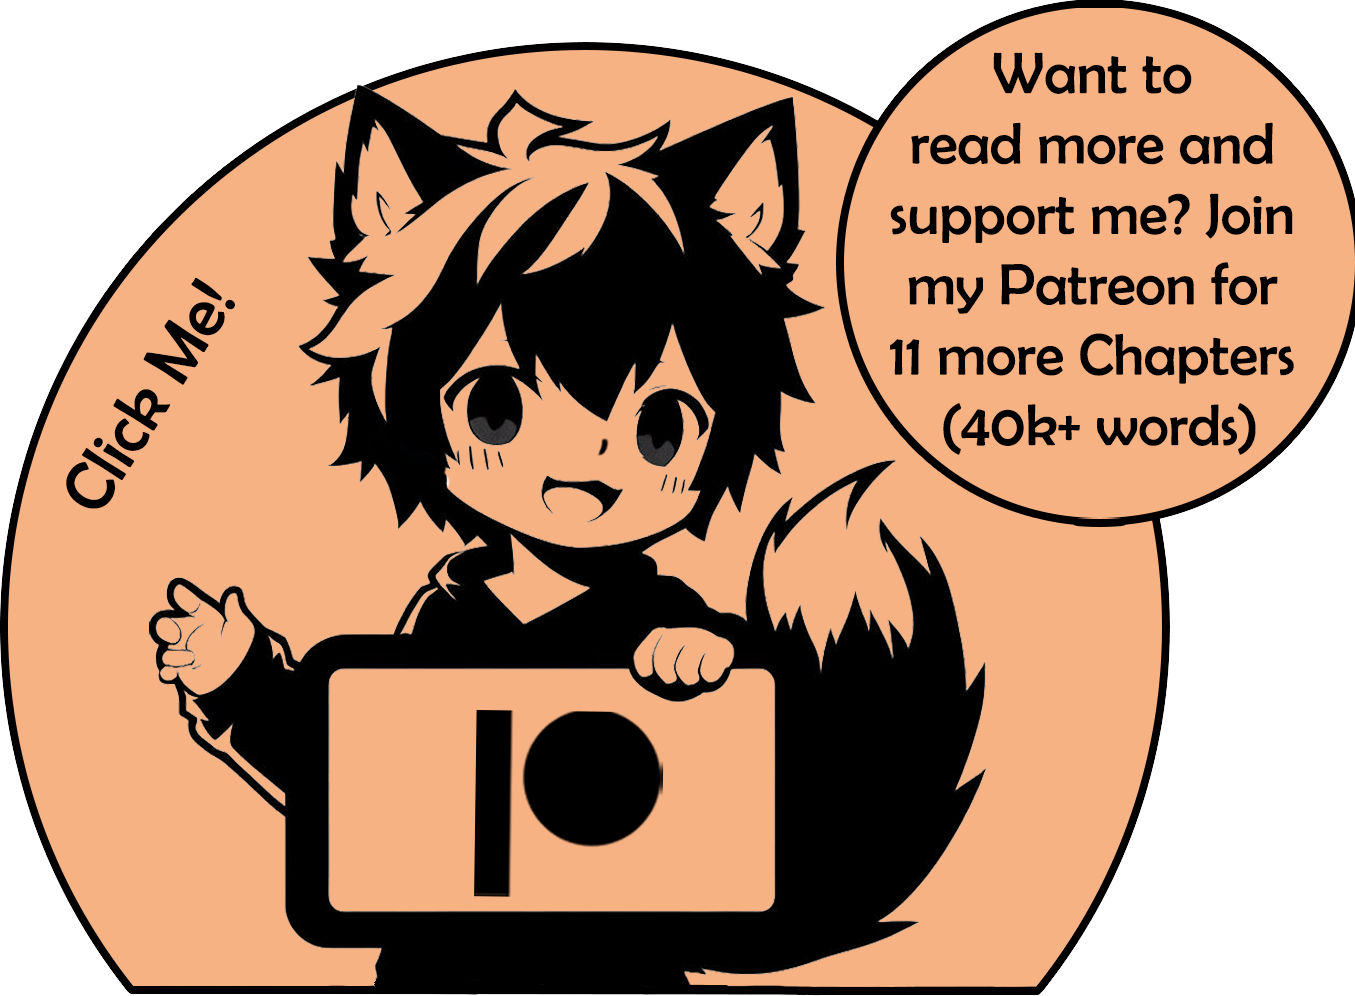 Want to
read more and
support me? Join
my Patreon for
11 more Chapters
(40k+ words)
Click Me!